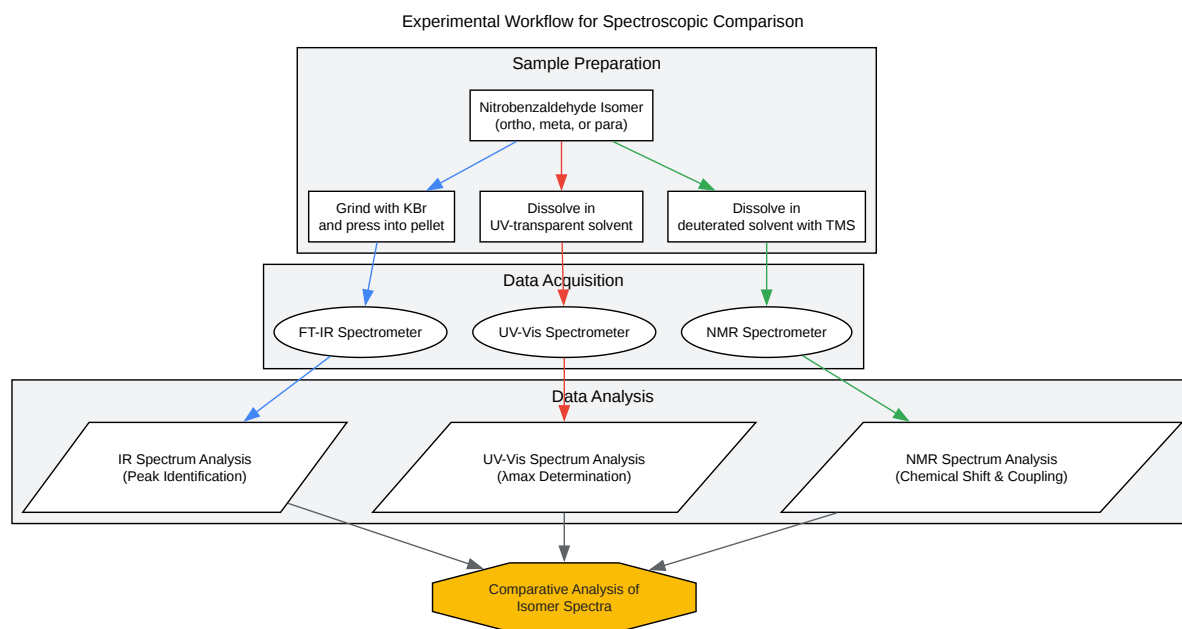 Experimental Workflow for Spectroscopic Comparison
Sample Preparation
Nitrobenzaldehyde Isomer
(ortho, meta, or para)
Grind with KBr
and press into pellet
Dissolve in
UV-transparent solvent
Dissolve in
deuterated solvent with TMS
Data Acquisition
FT-IR Spectrometer
UV-Vis Spectrometer
NMR Spectrometer
Data Analysis
IR Spectrum Analysis
(Peak Identification)
UV-Vis Spectrum Analysis
(λmax Determination)
NMR Spectrum Analysis
(Chemical Shift & Coupling)
Comparative Analysis of
Isomer Spectra